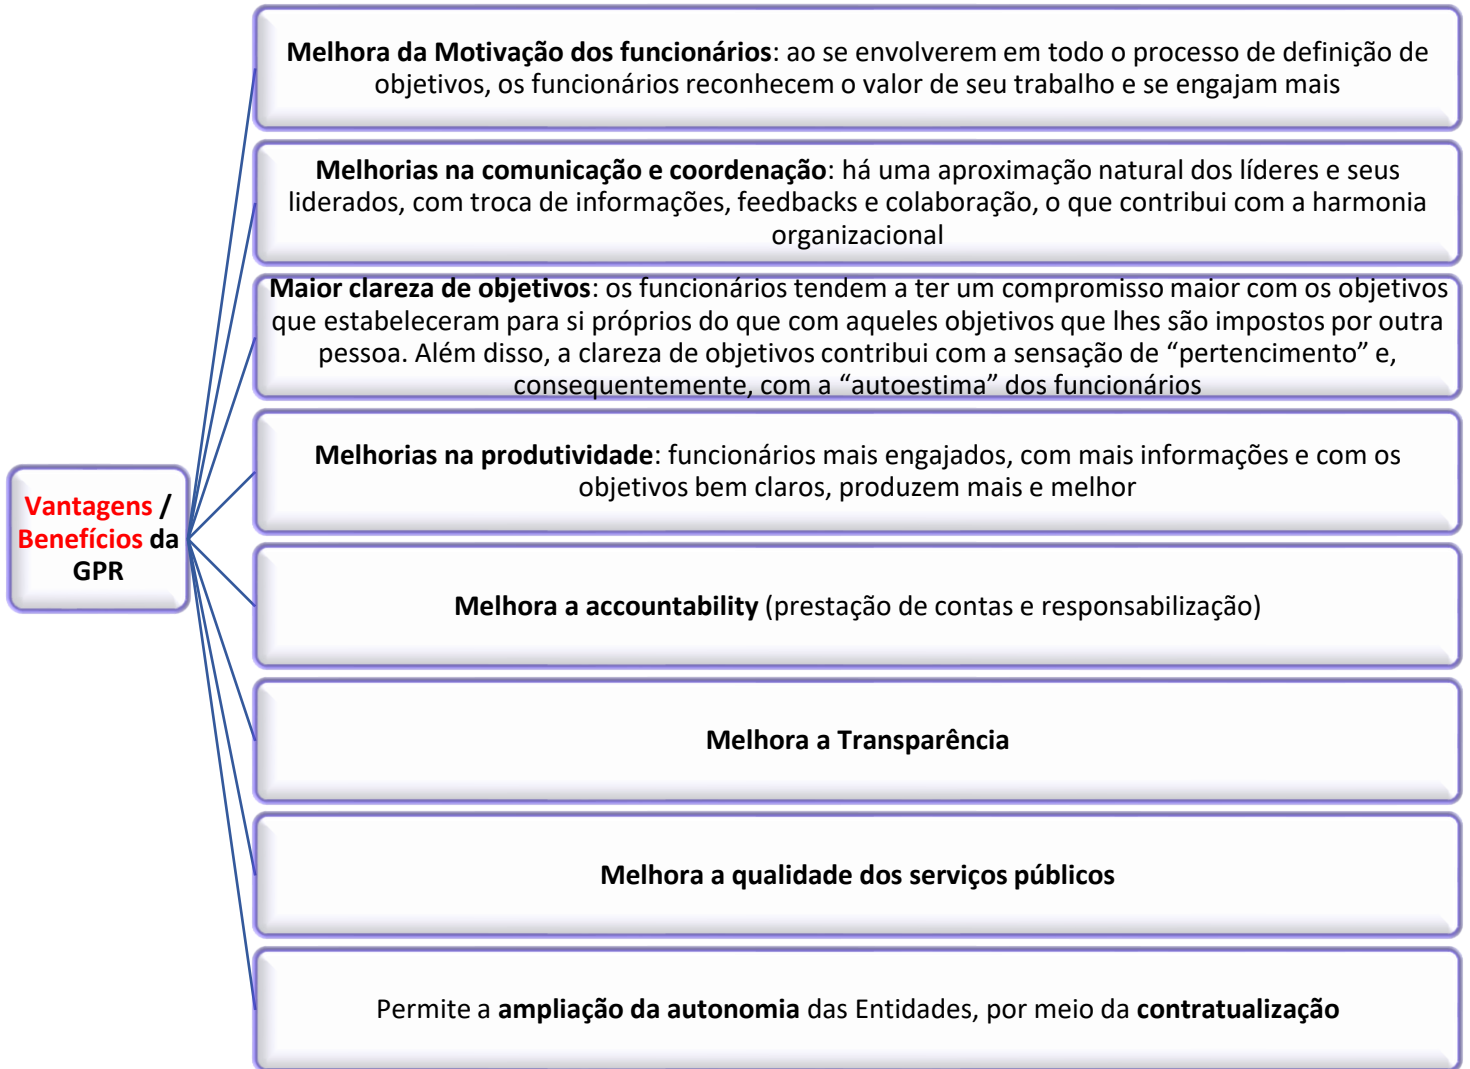 Melhora da Motivação dos funcionários: ao se envolverem em todo o processo de definição de
objetivos, os funcionários reconhecem o valor de seu trabalho e se engajam mais
Melhorias na comunicação e coordenação: há uma aproximação natural dos líderes e seus
liderados, com troca de informações, feedbacks e colaboração, o que contribui com a harmonia
organizacional
Maior clareza de objetivos: os funcionários tendem a ter um compromisso maior com os objetivos
que estabeleceram para si próprios do que com aqueles objetivos que lhes são impostos por outra
pessoa. Além disso, a clareza de objetivos contribui com a sensação de “pertencimento” e,
consequentemente, com a “autoestima” dos funcionários
Melhorias na produtividade: funcionários mais engajados, com mais informações e com os
objetivos bem claros, produzem mais e melhor
Vantagens /
Benefícios da
GPR
Melhora a accountability (prestação de contas e responsabilização)
Melhora a Transparência
Melhora a qualidade dos serviços públicos
Permite a ampliação da autonomia das Entidades, por meio da contratualização